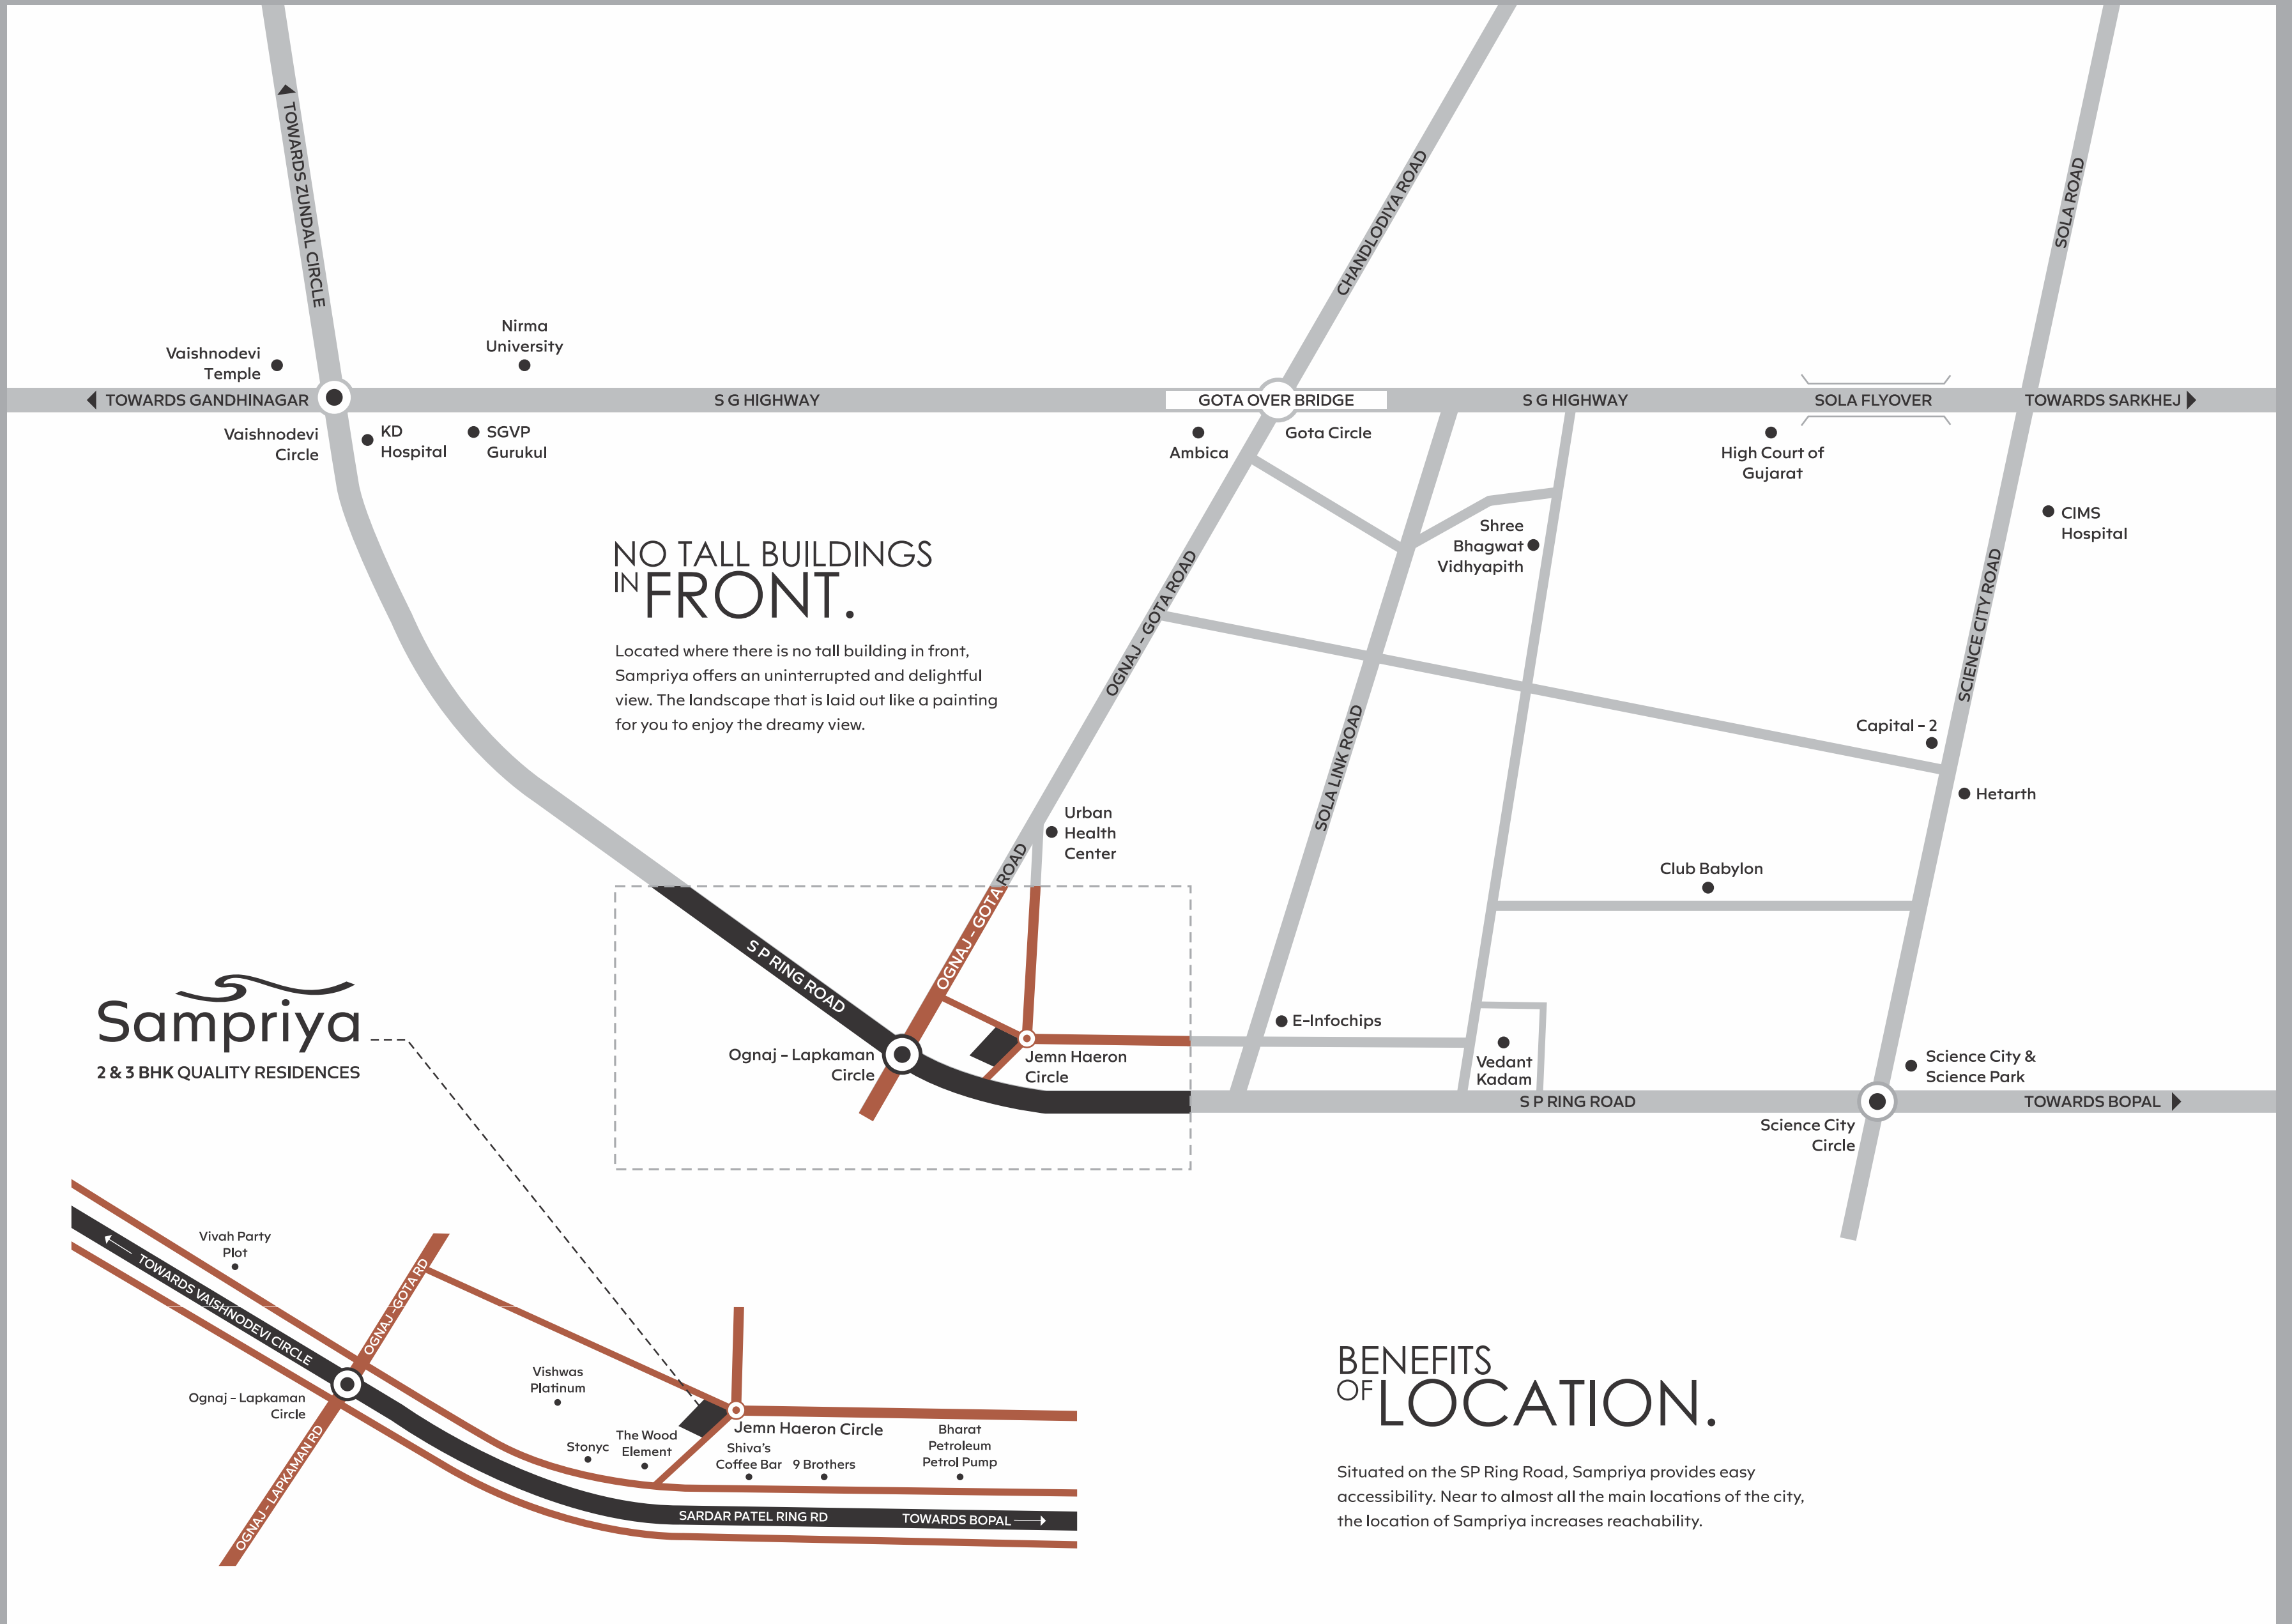 TOWARDS ZUNDAL CIRCLE
CHANDLODIYA ROAD
SOLA ROAD
Nirma
University
Vaishnodevi
Temple
TOWARDS GANDHINAGAR
S G HIGHWAY
GOTA OVER BRIDGE
S G HIGHWAY
SOLA FLYOVER
TOWARDS SARKHEJ
Vaishnodevi
Circle
KD
Hospital
SGVP
Gurukul
Ambica
Gota Circle
High Court of
Gujarat
CIMS
Hospital
Shree
Bhagwat
Vidhyapith
NO TALL BUILDINGS
IN FRONT.
Located where there is no tall building in front,
Sampriya offers an uninterrupted and delightful
view. The landscape that is laid out like a painting
for you to enjoy the dreamy view.
OGNAJ - GOTA ROAD
SOLA LINK ROAD
SCIENCE CITY ROAD
Capital - 2
Hetarth
Urban
Health
Center
Club Babylon
OGNAJ - GOTA ROAD
S P RING ROAD
Ognaj - Lapkaman
Circle
Jemn Haeron
Circle
E-Infochips
Vedant
Kadam
Science City &
Science Park
S P RING ROAD
TOWARDS BOPAL
Science City
Circle
Sampriya
2 & 3 BHK QUALITY RESIDENCES
Vivah Party
Plot
TOWARDS VAISHNODEVI CIRCLE
OGNAJ -GOTA RD
Ognaj - Lapkaman
Circle
OGNAJ - LAPKAMAN RD
Vishwas
Platinum
Stonyc
The Wood
Element
Jemn Haeron Circle
Shiva's
Coffee Bar
9 Brothers
Bharat
Petroleum
Petrol Pump
SARDAR PATEL RING RD
TOWARDS BOPAL
BENEFITS
OF LOCATION.
Situated on the SP Ring Road, Sampriya provides easy
accessibility. Near to almost all the main locations of the city,
the location of Sampriya increases reachability.